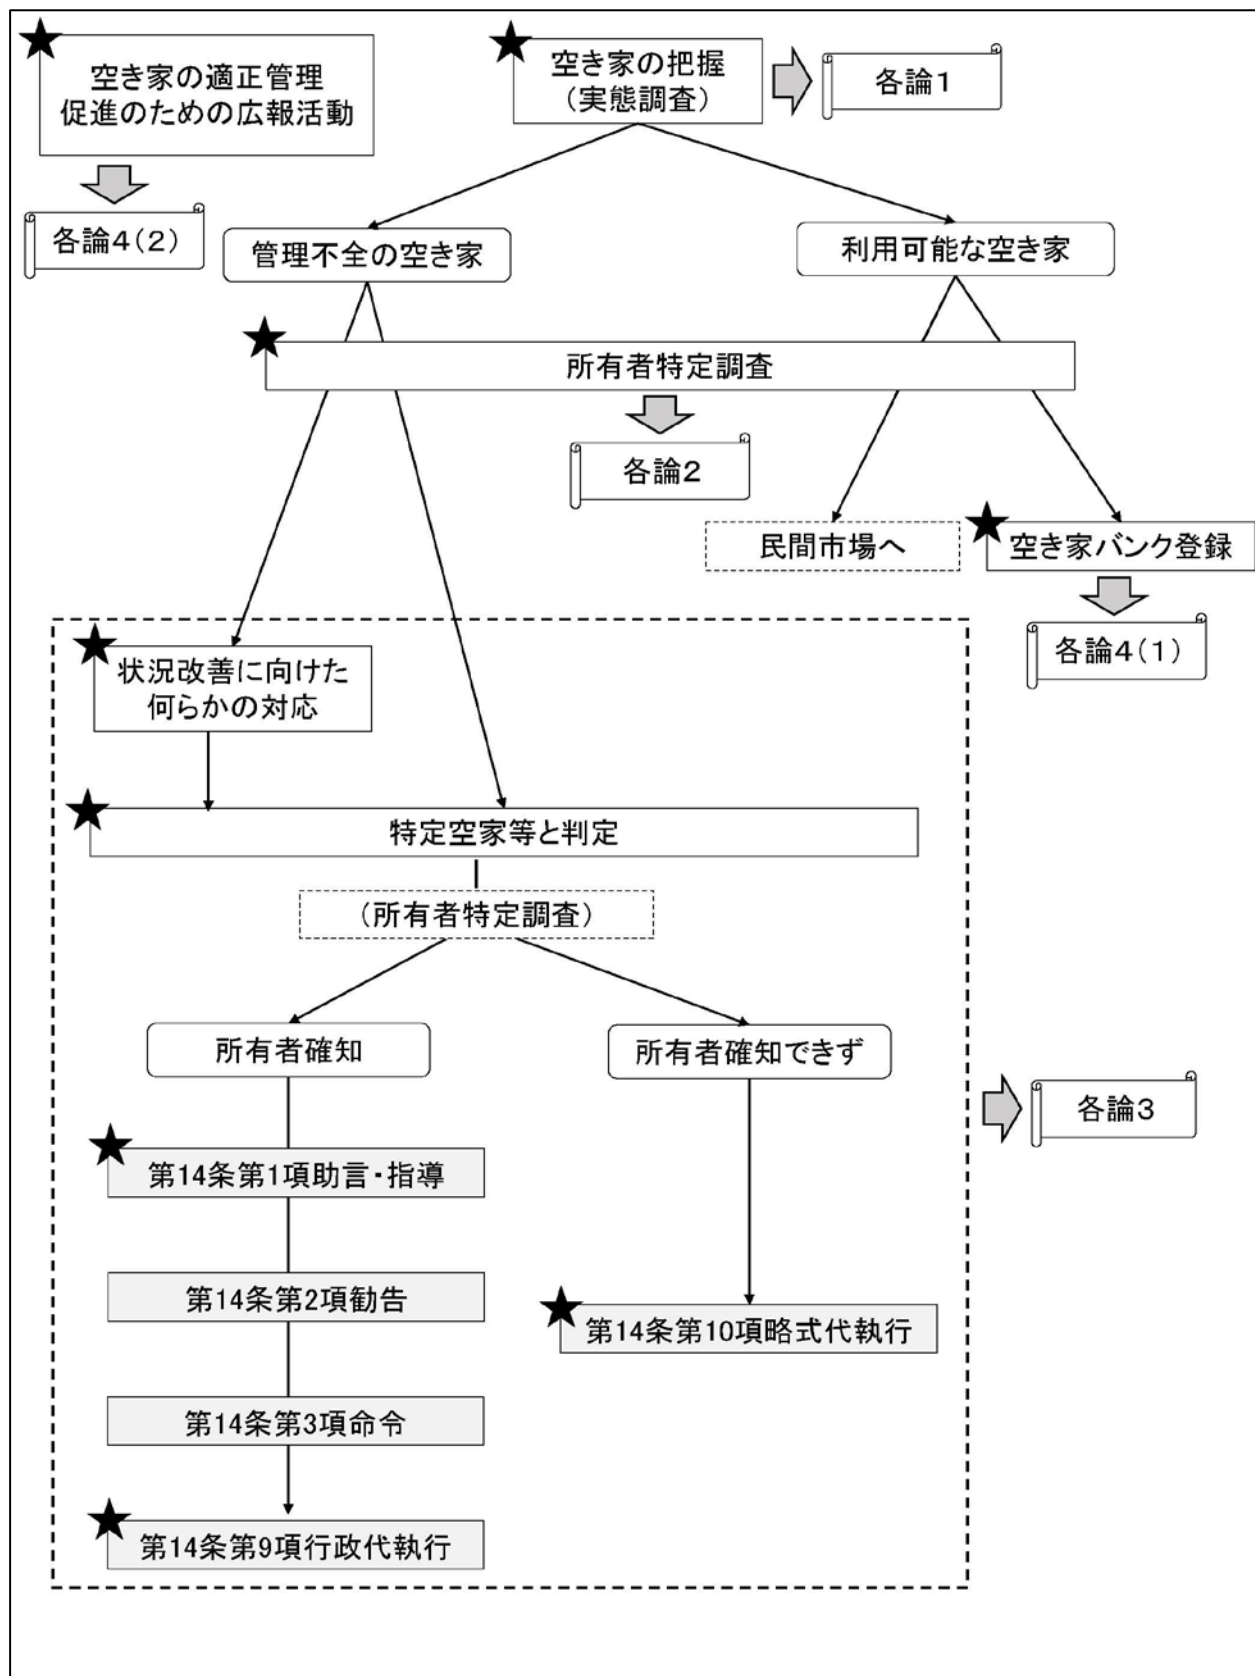 空き家の適正管理
促進のための広報活動
空き家の把握
(実態調査)
各論1
各論4(2)
管理不全の空き家
利用可能な空き家
所有者特定調査
各論2
民間市場へ
空き家バンク登録
各論4(1)
状況改善に向けた
何らかの対応
特定空家等と判定
(所有者特定調査)
所有者確知
所有者確知できず
各論3
第14条第1項助言・指導
第14条第2項勧告
第14条第10項略式代執行
第14条第3項命令
第14条第9項行政代執行